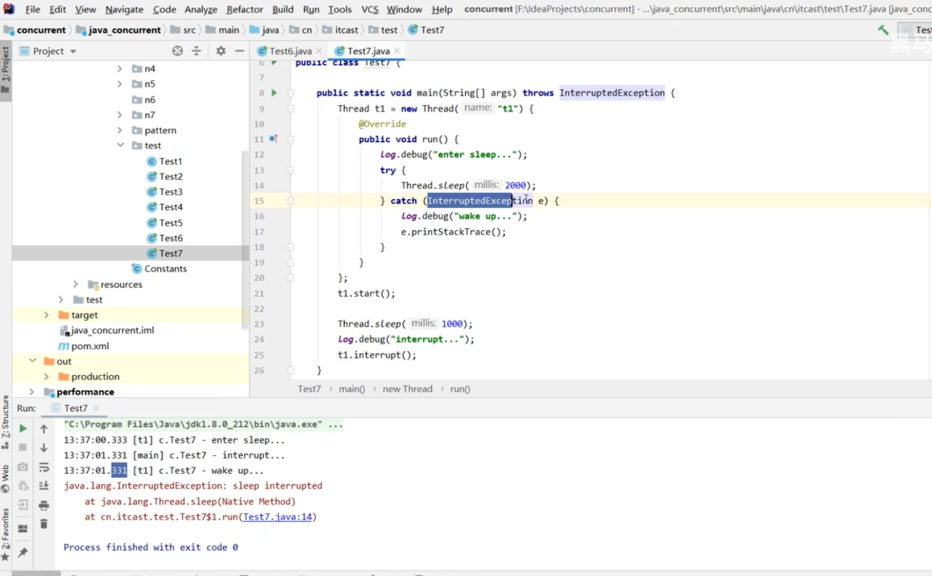 File Edit View Navigate Code Analyze Refactor Build Run Tools VCS Window Help concurrent [F:\IdeaProjects\concurrent] - ...\java_concurrent\src\main\java\cn\itcast\test\Test7.java [java_conc
concurrent java_concurrent src main java cn itcast test Test7
黑马
Project
Test6.java Test7.java
1: Project
n4
n5
n6
n7
pattern
test
Test1
Test2
Test3
Test4
Test5
Test6
Test7
Constants
resources
test
target
java_concurrent.iml
pom.xml
out
production
performance
6 public class Test7 {
7
8 public static void main(String[] args) throws InterruptedException {
9 Thread t1 = new Thread( name: "t1") {
10 @Override
11 public void run() {
12 log.debug("enter sleep...");
13 try {
14 Thread.sleep( millis: 2000);
15 } catch (InterruptedException e) {
16 log.debug("wake up...");
17 e.printStackTrace();
18 }
19 }
20 };
21 t1.start();
22
23 Thread.sleep( millis: 1000);
24 log.debug("interrupt...");
25 t1.interrupt();
26 }
Test7 main() new Thread run()
Run: Test7
"C:\Program Files\Java\jdk1.8.0_212\bin\java.exe" ...
13:37:00.333 [t1] c.Test7 - enter sleep...
13:37:01.331 [main] c.Test7 - interrupt...
13:37:01.331 [t1] c.Test7 - wake up...
java.lang.InterruptedException: sleep interrupted
at java.lang.Thread.sleep(Native Method)
at cn.itcast.test.Test7$1.run(Test7.java:14)
Process finished with exit code 0
Z: Structure
Web
2: Favorites